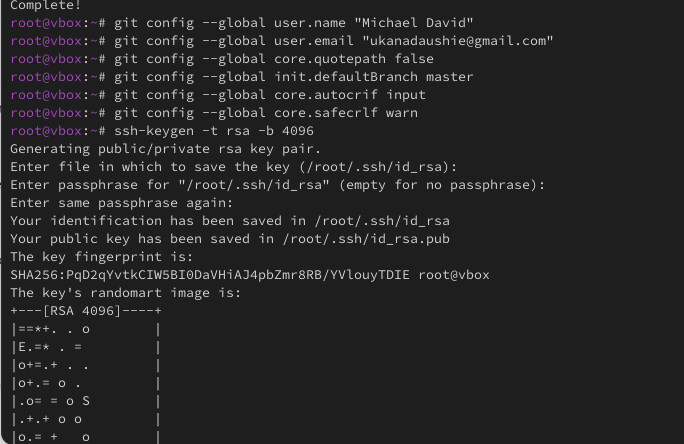 Complete!
root@vbox:~# git config --global user.name "Michael David"
root@vbox:~# git config --global user.email "ukanadaushie@gmail.com"
root@vbox:~# git config --global core.quotepath false
root@vbox:~# git config --global init.defaultBranch master
root@vbox:~# git config --global core.autocrif input
root@vbox:~# git config --global core.safecrlf warn
root@vbox:~# ssh-keygen -t rsa -b 4096
Generating public/private rsa key pair.
Enter file in which to save the key (/root/.ssh/id_rsa):
Enter passphrase for "/root/.ssh/id_rsa" (empty for no passphrase):
Enter same passphrase again:
Your identification has been saved in /root/.ssh/id_rsa
Your public key has been saved in /root/.ssh/id_rsa.pub
The key fingerprint is:
SHA256:PqD2qYvtkCIW5BI0DaVHiAJ4pbZmr8RB/YVlouyTDIE root@vbox
The key's randomart image is:
+---[RSA 4096]----+
|==*+. . o        |
|E.=* . =         |
|o+=.+ . .        |
|o+.= o .         |
|.o= = o S        |
|.+.+ o o         |
|o.= +   o        |